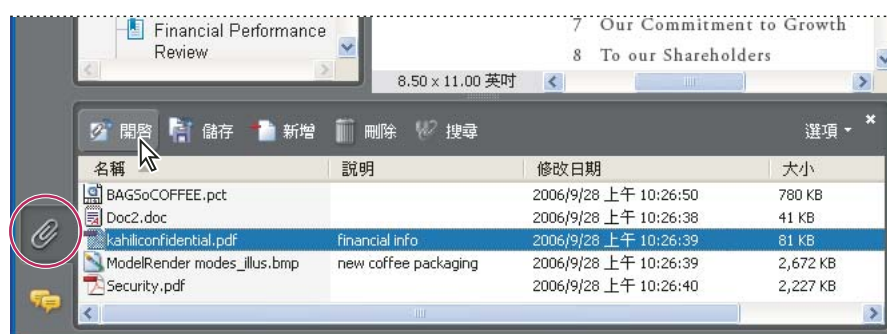 Financial Performance
Review
7 Our Commitment to Growth
8 To our Shareholders
8.50 x 11.00 英吋
開啓 儲存 新增 刪除 搜尋 選項
名稱 說明 修改日期 大小
BAGSoCOFFEE.pct 2006/9/28 上午 10:26:50 780 KB
Doc2.doc 2006/9/28 上午 10:26:38 41 KB
kahiliconfidential.pdf financial info 2006/9/28 上午 10:26:39 81 KB
ModelRender modes_illus.bmp new coffee packaging 2006/9/28 上午 10:26:39 2,672 KB
Security.pdf 2006/9/28 上午 10:26:40 2,227 KB